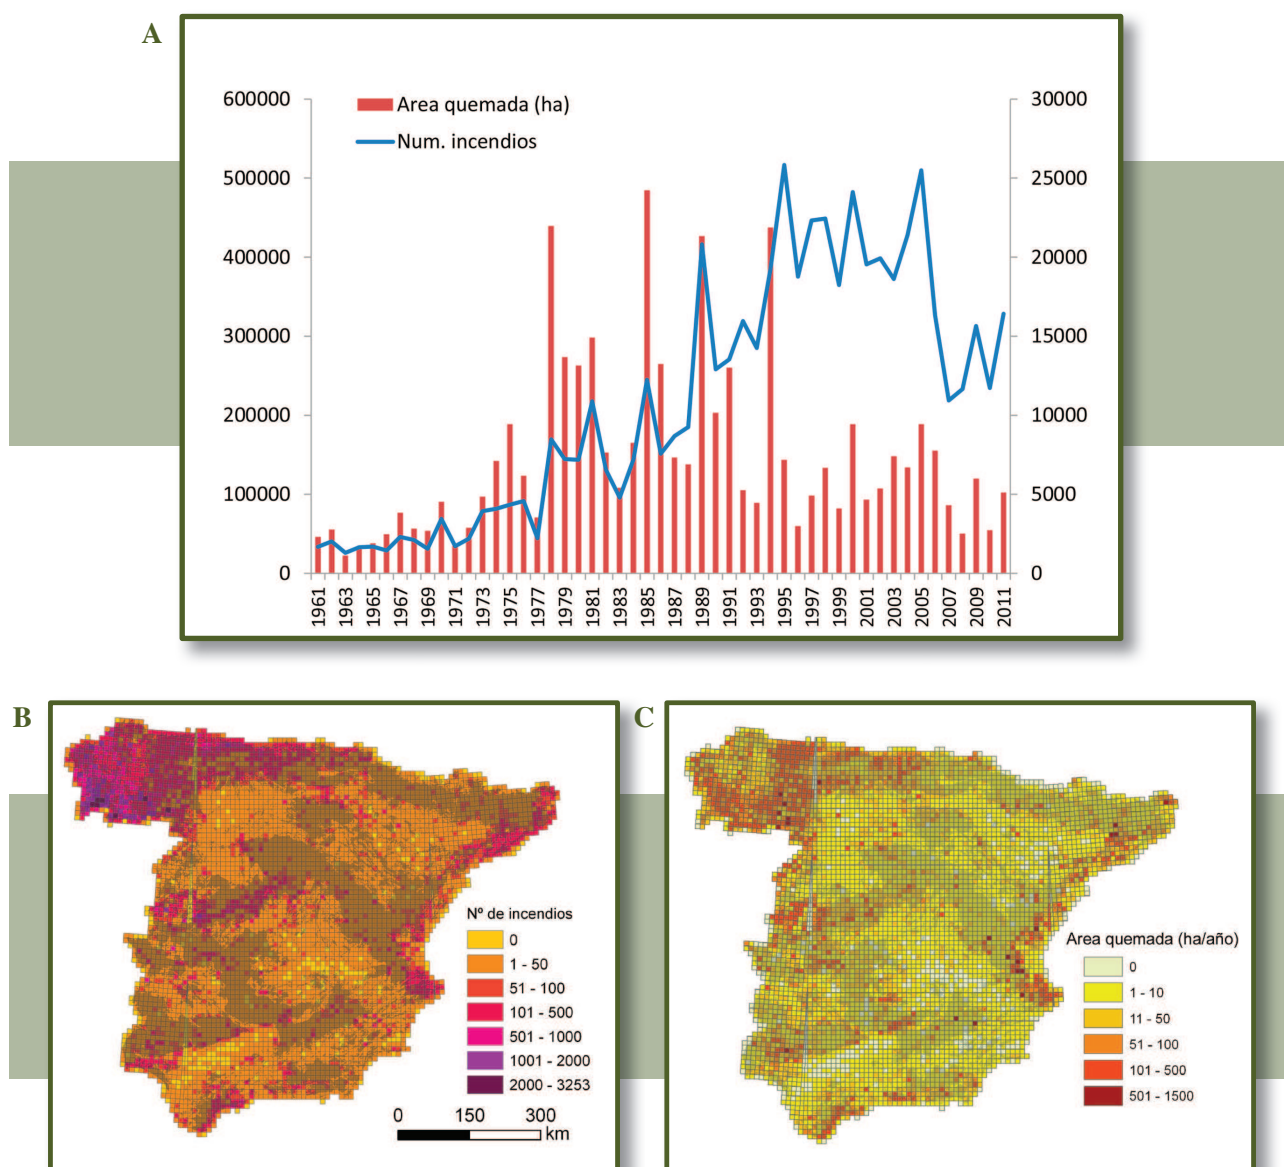 A
Area quemada (ha)
Num. incendios
600000
500000
400000
300000
200000
100000
0
30000
25000
20000
15000
10000
5000
0
1961
1963
1965
1967
1969
1971
1973
1975
1977
1979
1981
1983
1985
1987
1989
1991
1993
1995
1997
1999
2001
2003
2005
2007
2009
2011
B
Nº de incendios
0
1 - 50
51 - 100
101 - 500
501 - 1000
1001 - 2000
2000 - 3253
0 150 300
km
C
Area quemada (ha/año)
0
1 - 10
11 - 50
51 - 100
101 - 500
501 - 1500